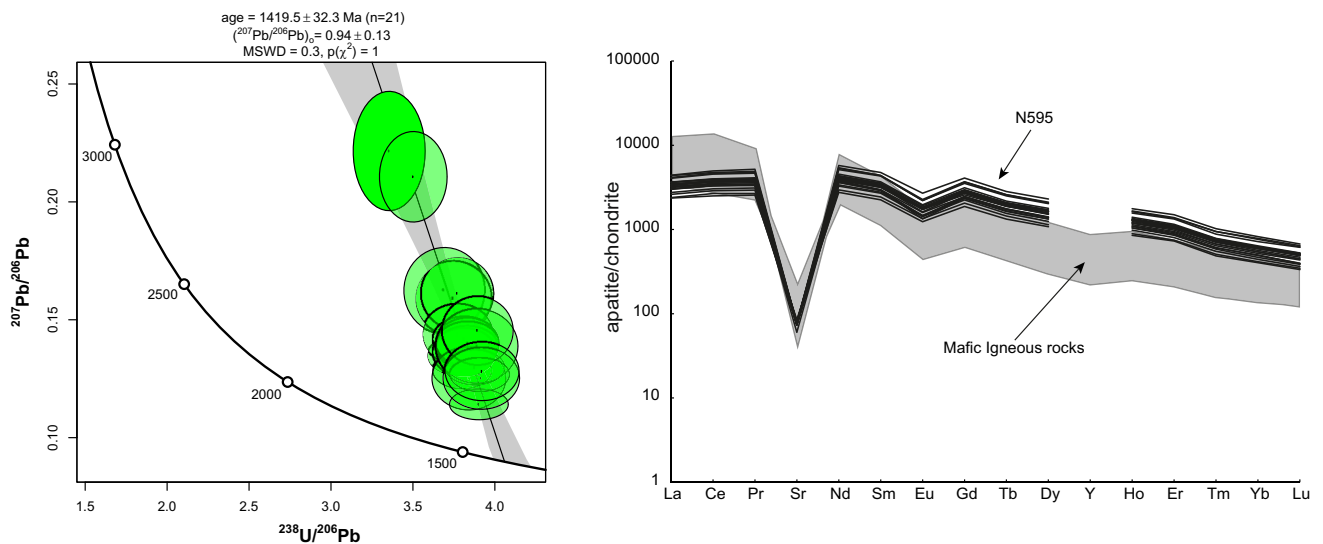 age = 1419.5 ± 32.3 Ma (n=21)
(²⁰⁷Pb/²⁰⁶Pb)ₒ= 0.94 ± 0.13
MSWD = 0.3, p(χ²) = 1
²⁰⁷Pb/²⁰⁶Pb
0.25
0.20
0.15
0.10
3000
2500
2000
1500
1.5 2.0 2.5 3.0 3.5 4.0
²³⁸U/²⁰⁶Pb
apatite/chondrite
100000
10000
1000
100
10
1
N595
Mafic Igneous rocks
La Ce Pr Sr Nd Sm Eu Gd Tb Dy Y Ho Er Tm Yb Lu